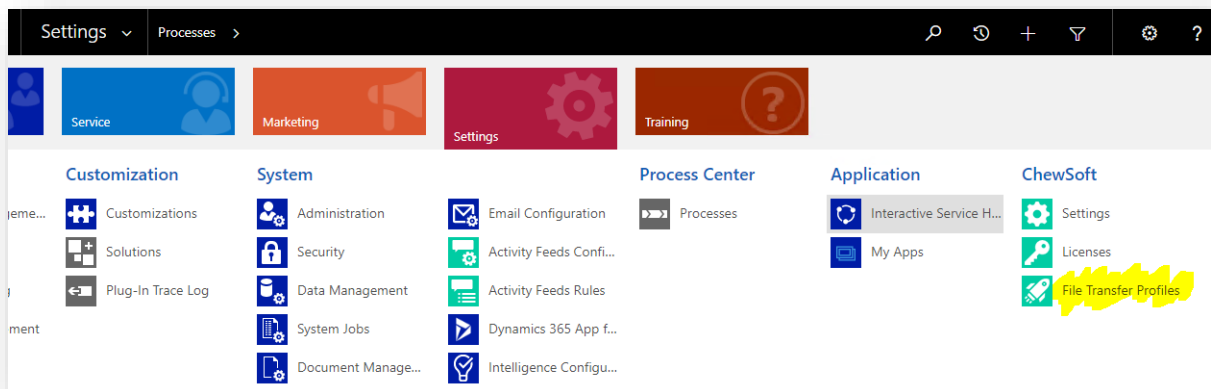 Settings Processes
Service
Marketing
Settings
Training
Customization
Customizations
Solutions
Plug-In Trace Log
System
Administration
Security
Data Management
System Jobs
Document Manage...
Email Configuration
Activity Feeds Confi...
Activity Feeds Rules
Dynamics 365 App f...
Intelligence Configu...
Process Center
Processes
Application
Interactive Service H...
My Apps
ChewSoft
Settings
Licenses
File Transfer Profiles